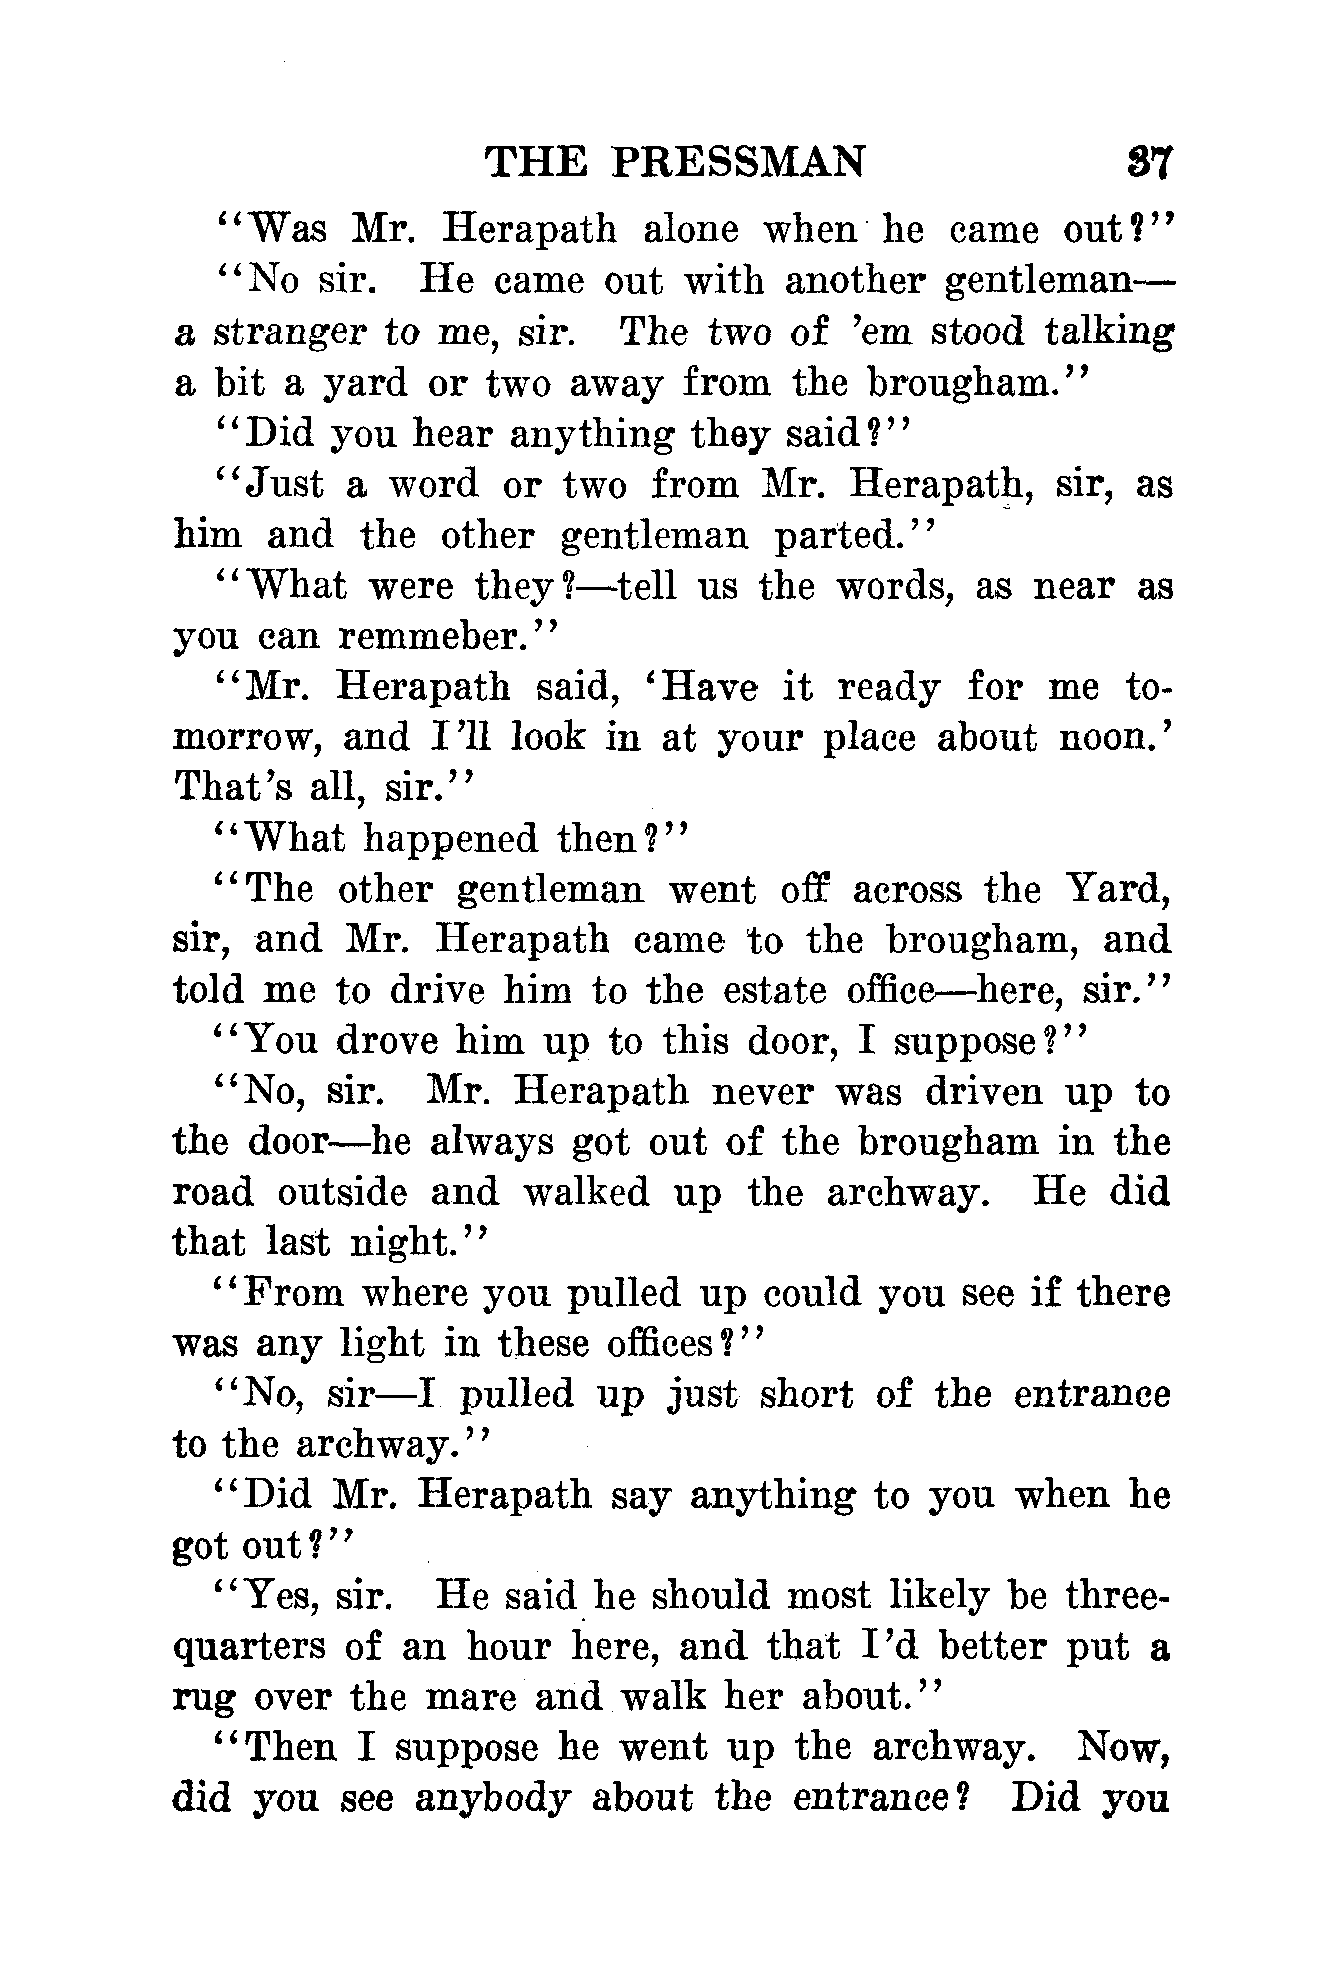 THE PRESSMAN 37
"Was Mr. Herapath alone when he came out?"
"No sir. He came out with another gentleman—
a stranger to me, sir. The two of 'em stood talking
a bit a yard or two away from the brougham."
"Did you hear anything they said?"
"Just a word or two from Mr. Herapath, sir, as
him and the other gentleman parted."
"What were they?—tell us the words, as near as
you can remmeber."
"Mr. Herapath said, 'Have it ready for me to-
morrow, and I'll look in at your place about noon.'
That's all, sir."
"What happened then?"
"The other gentleman went off across the Yard,
sir, and Mr. Herapath came to the brougham, and
told me to drive him to the estate office—here, sir."
"You drove him up to this door, I suppose?"
"No, sir. Mr. Herapath never was driven up to
the door—he always got out of the brougham in the
road outside and walked up the archway. He did
that last night."
"From where you pulled up could you see if there
was any light in these offices?"
"No, sir—I pulled up just short of the entrance
to the archway."
"Did Mr. Herapath say anything to you when he
got out?"
"Yes, sir. He said he should most likely be three-
quarters of an hour here, and that I'd better put a
rug over the mare and walk her about."
"Then I suppose he went up the archway. Now,
did you see anybody about the entrance? Did you